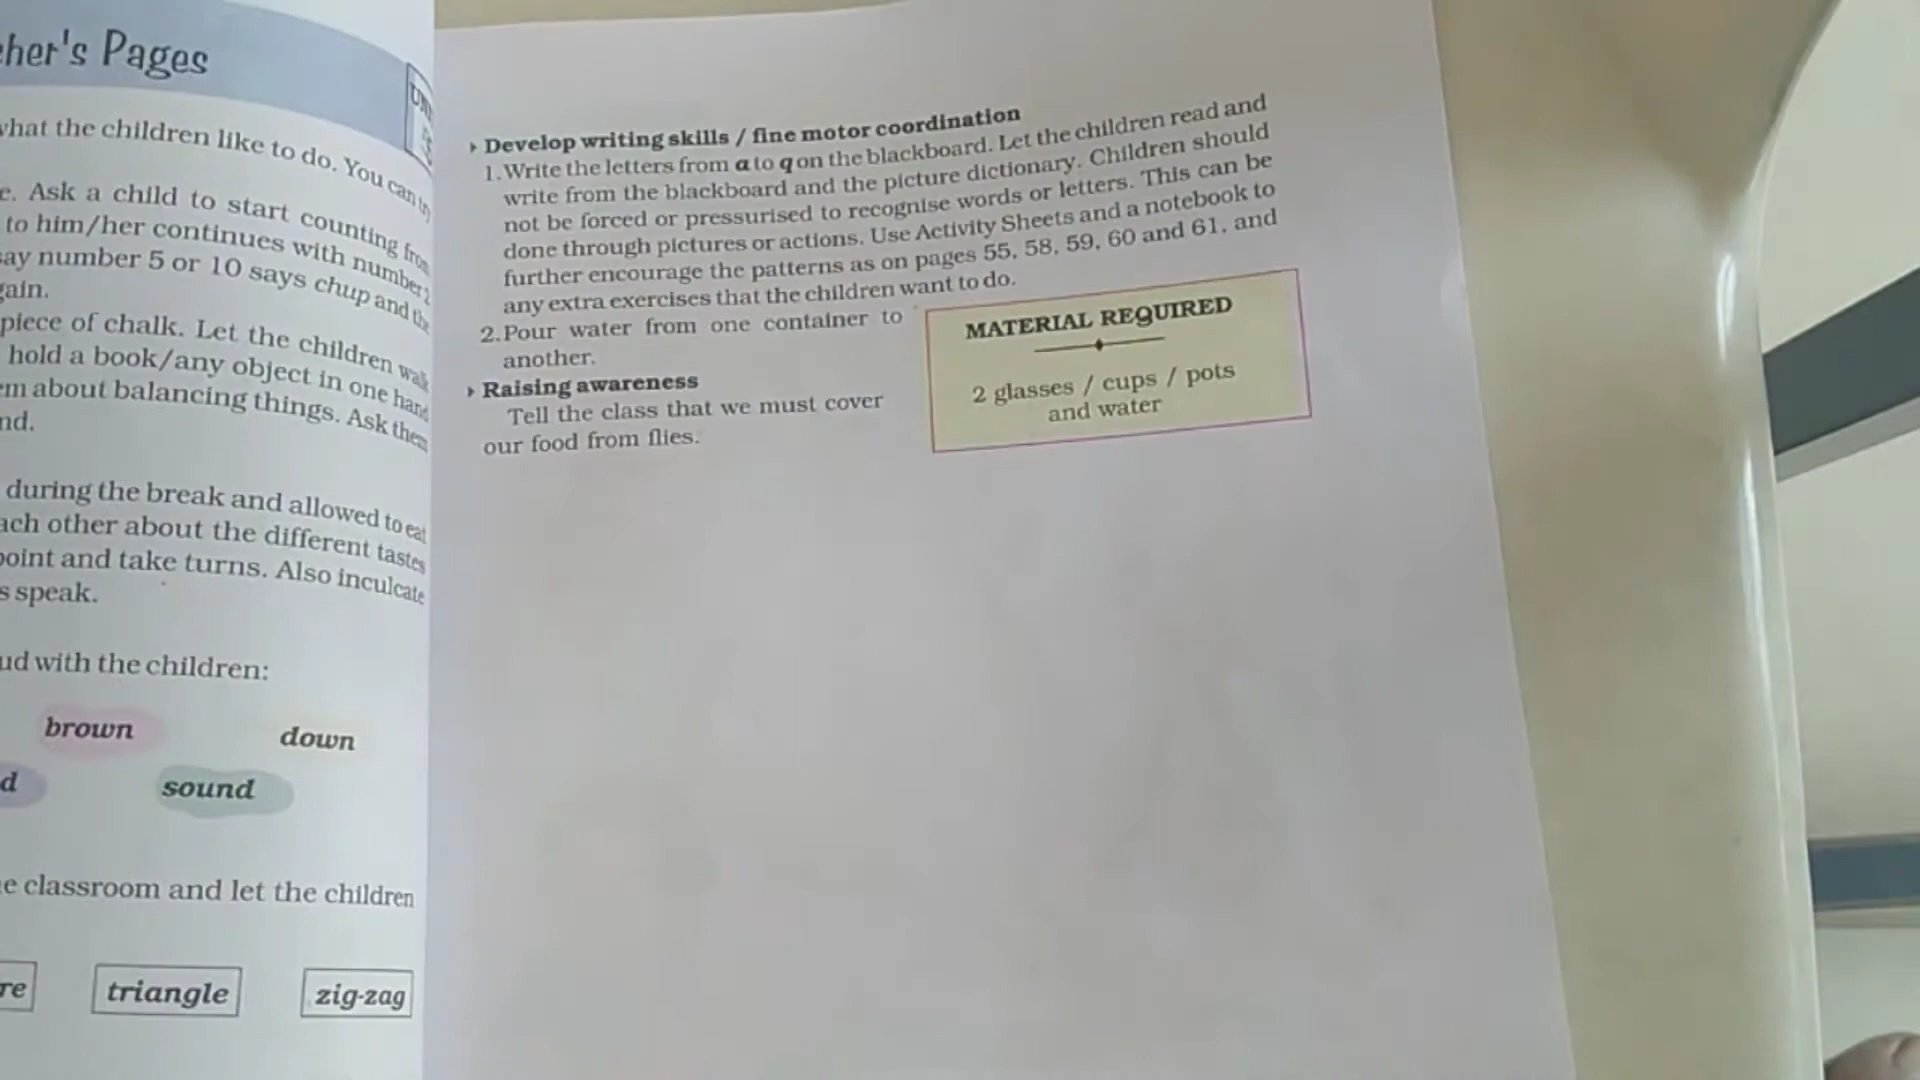 her's Pages
what the children like to do. You can try
e. Ask a child to start counting from
to him/her continues with number 2
say number 5 or 10 says chup and the
gain.
piece of chalk. Let the children walk
hold a book/any object in one hand
em about balancing things. Ask them
nd.
during the break and allowed to eat
ach other about the different tastes
point and take turns. Also inculcate
s speak.
ud with the children:
brown down
d sound
e classroom and let the children
re triangle zig-zag
Develop writing skills / fine motor coordination
1. Write the letters from a to q on the blackboard. Let the children read and
write from the blackboard and the picture dictionary. Children should
not be forced or pressurised to recognise words or letters. This can be
done through pictures or actions. Use Activity Sheets and a notebook to
further encourage the patterns as on pages 55, 58, 59, 60 and 61, and
any extra exercises that the children want to do.
2. Pour water from one container to
another.
Raising awareness
Tell the class that we must cover
our food from flies.
MATERIAL REQUIRED
2 glasses / cups / pots
and water